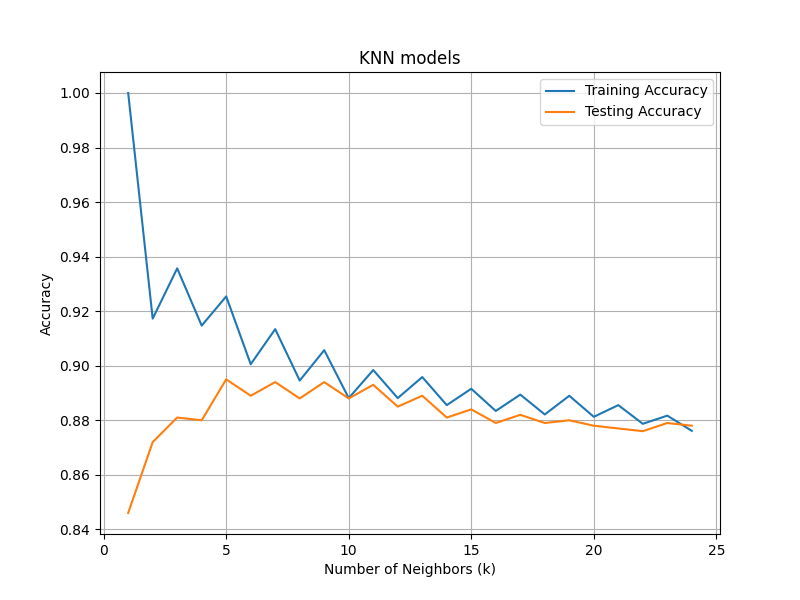 KNN models
Training Accuracy
Testing Accuracy
1.00
0.98
0.96
0.94
0.92
0.90
0.88
0.86
0.84
Accuracy
0 5 10 15 20 25
Number of Neighbors (k)